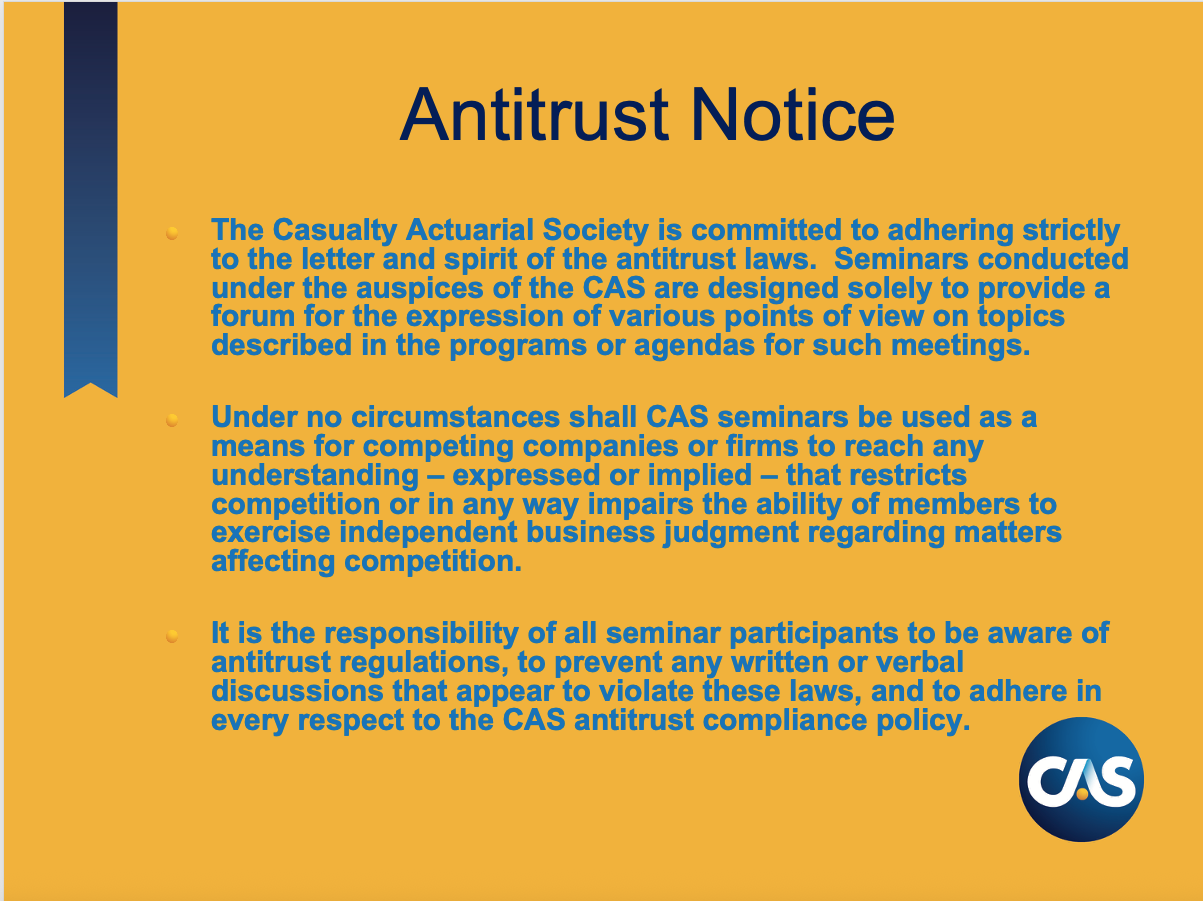 Antitrust Notice
The Casualty Actuarial Society is committed to adhering strictly
to the letter and spirit of the antitrust laws.  Seminars conducted
under the auspices of the CAS are designed solely to provide a
forum for the expression of various points of view on topics
described in the programs or agendas for such meetings.
Under no circumstances shall CAS seminars be used as a
means for competing companies or firms to reach any
understanding – expressed or implied – that restricts
competition or in any way impairs the ability of members to
exercise independent business judgment regarding matters
affecting competition.
It is the responsibility of all seminar participants to be aware of
antitrust regulations, to prevent any written or verbal
discussions that appear to violate these laws, and to adhere in
every respect to the CAS antitrust compliance policy.
CAS